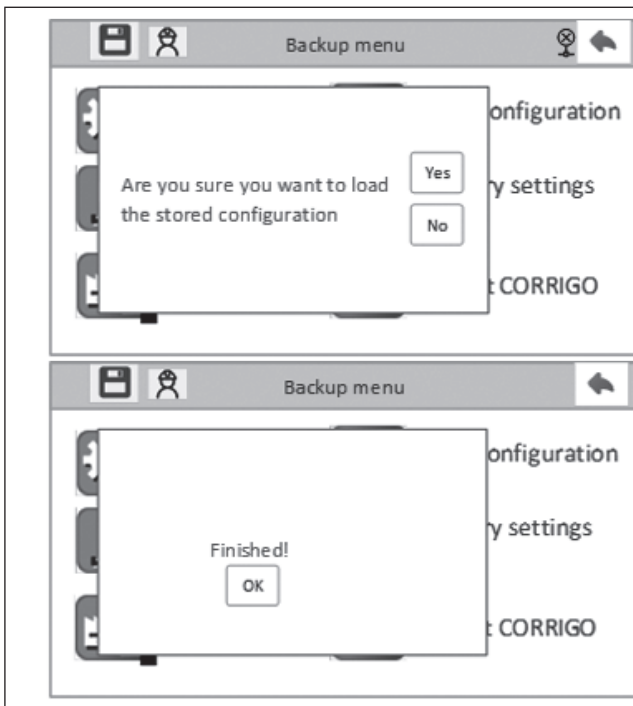 Backup menu
onfiguration
Are you sure you want to load
the stored configuration
Yes
No
y settings
t CORRIGO
Backup menu
onfiguration
Finished!
OK
y settings
t CORRIGO